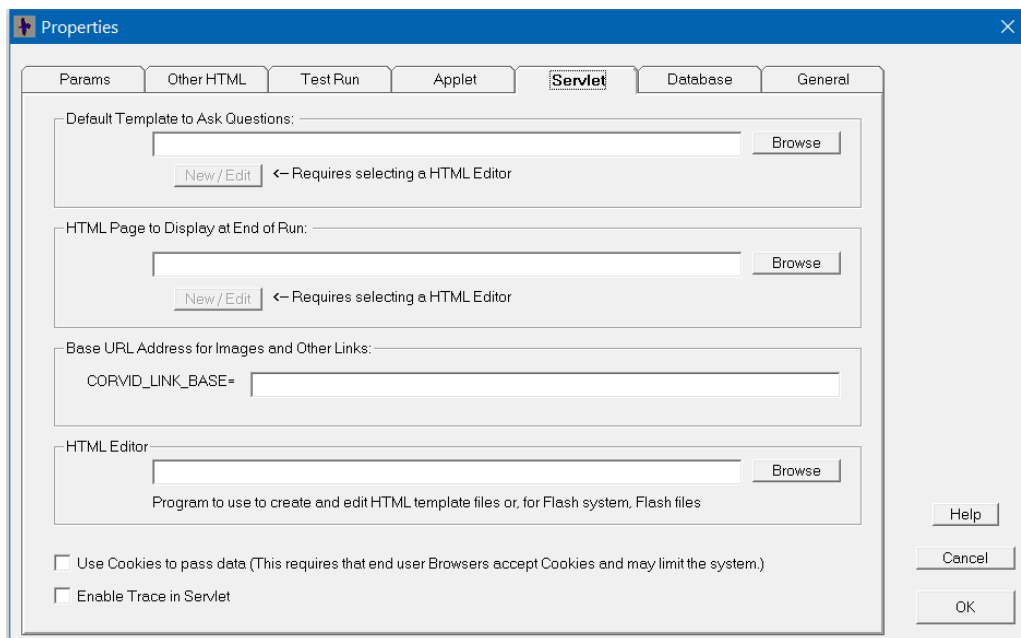 Properties
Params Other HTML Test Run Applet Servlet Database General
Default Template to Ask Questions:
Browse
New / Edit <-- Requires selecting a HTML Editor
HTML Page to Display at End of Run:
Browse
New / Edit <-- Requires selecting a HTML Editor
Base URL Address for Images and Other Links:
CORVID_LINK_BASE=
HTML Editor
Browse
Program to use to create and edit HTML template files or, for Flash system, Flash files
Help
Use Cookies to pass data (This requires that end user Browsers accept Cookies and may limit the system.)
Cancel
Enable Trace in Servlet
OK